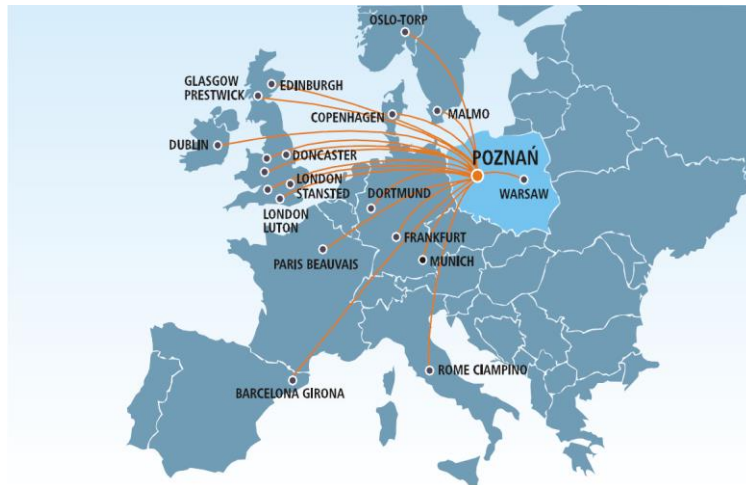 OSLO-TORP
GLASGOW
PRESTWICK
EDINBURGH
COPENHAGEN
MALMO
DUBLIN
DONCASTER
POZNAŃ
LONDON
STANSTED
DORTMUND
WARSAW
LONDON
LUTON
FRANKFURT
PARIS BEAUVAIS
MUNICH
ROME CIAMPINO
BARCELONA GIRONA